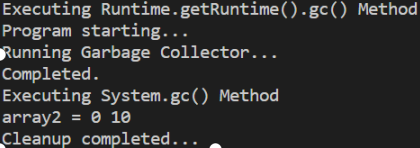 Executing Runtime.getRuntime().gc() Method
Program starting...
Running Garbage Collector...
Completed.
Executing System.gc() Method
array2 = 0 10
Cleanup completed...